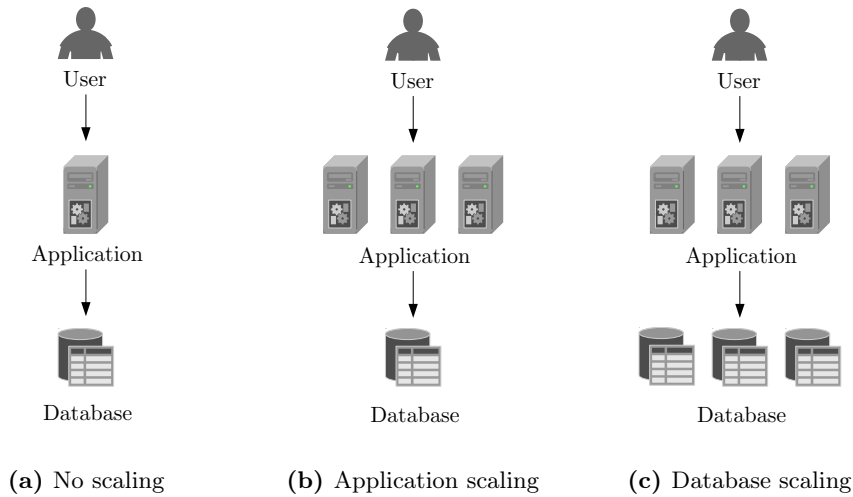 User
User
User
Application
Application
Application
Database
Database
Database
(a) No scaling
(b) Application scaling
(c) Database scaling